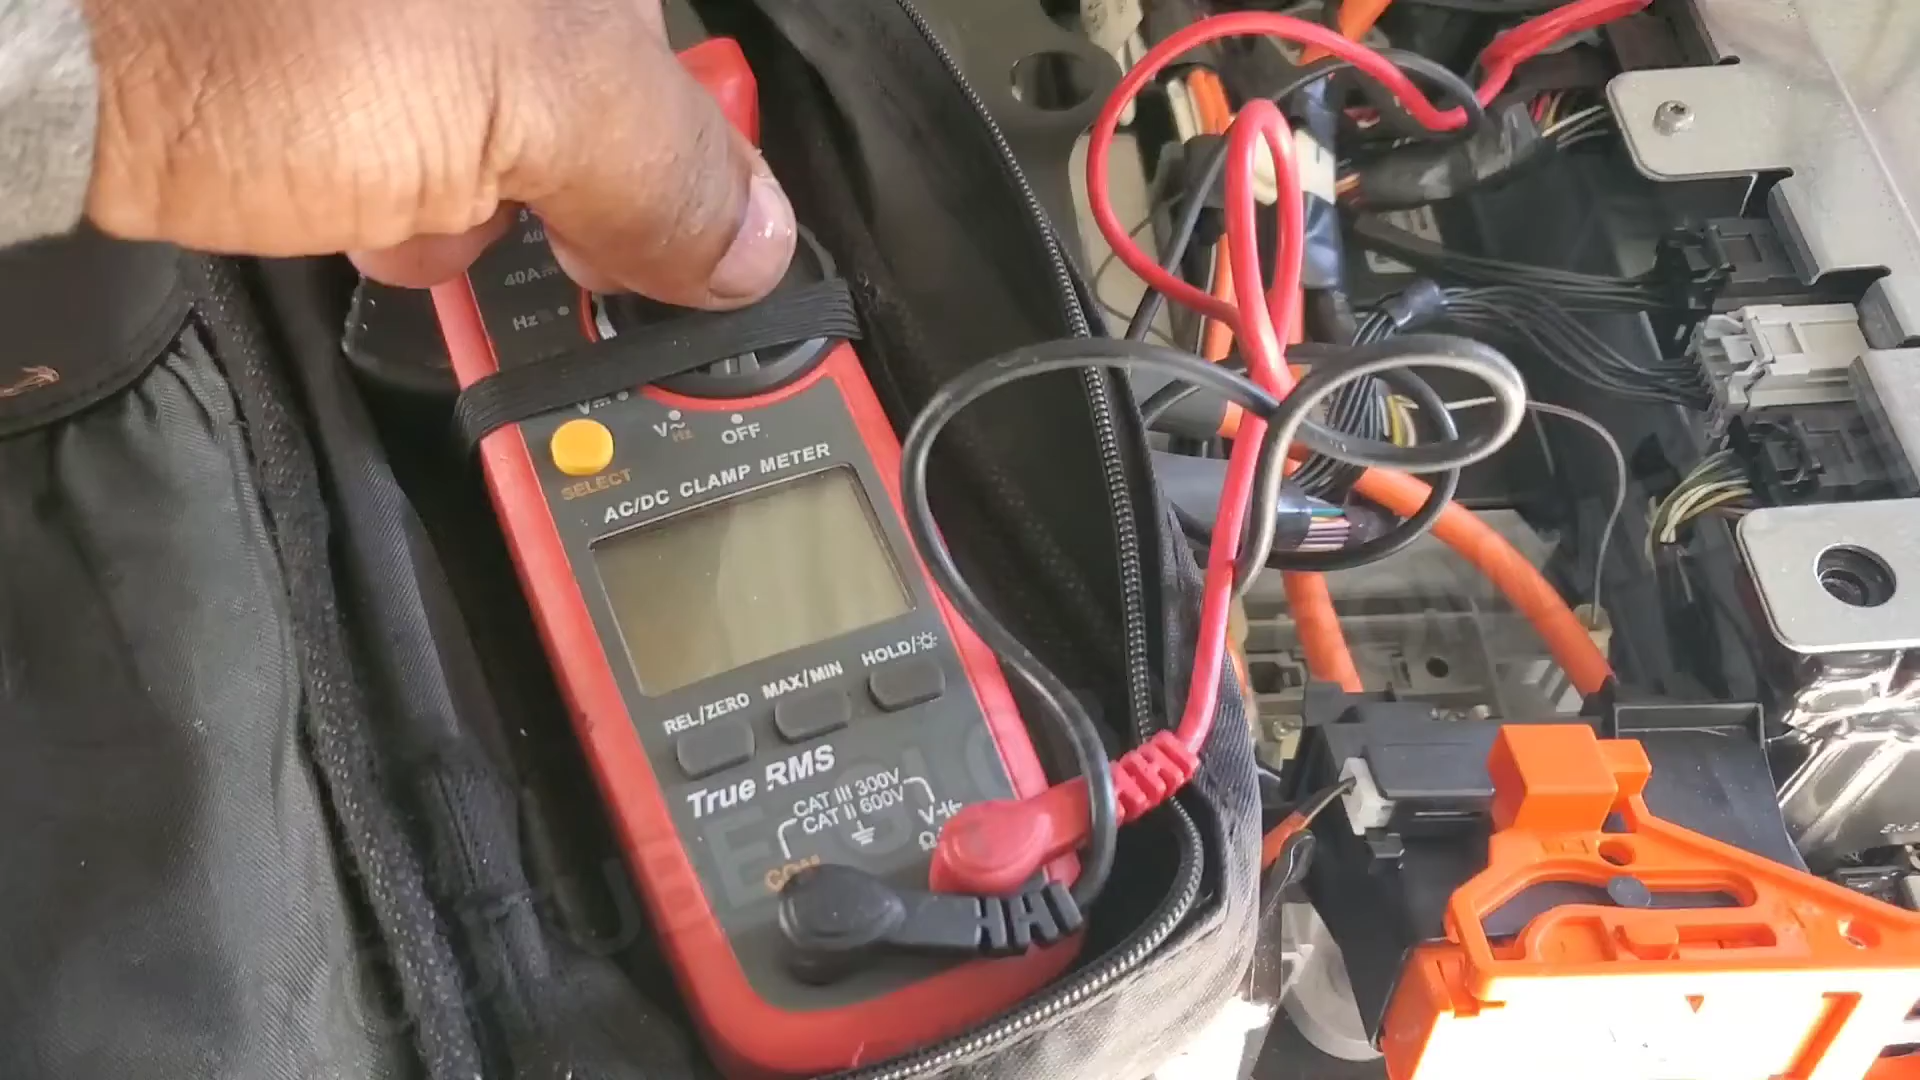 40A
Hz
V
V~
Hz
OFF
SELECT
AC/DC CLAMP METER
REL/ZERO
MAX/MIN
HOLD/
True RMS
CAT III 300V
CAT II 600V
V
Ω
COM